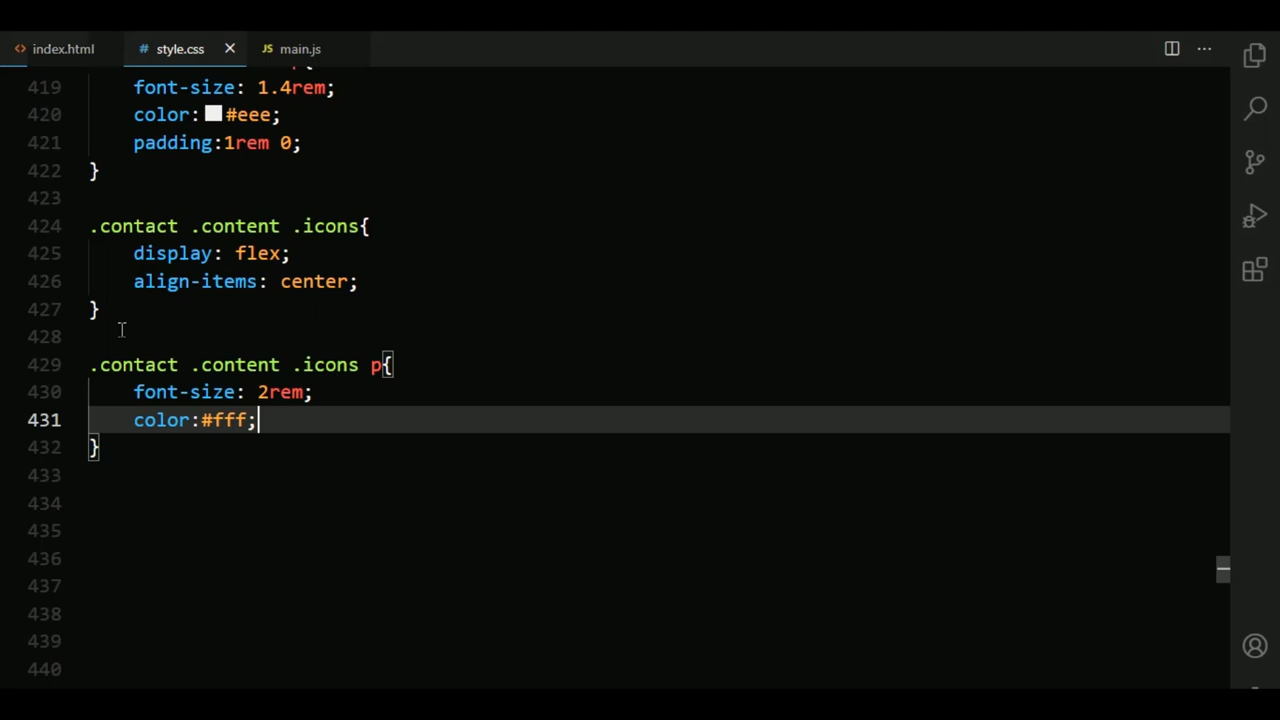 index.html
style.css
JS main.js
419 font-size: 1.4rem;
420 color: #eee;
421 padding:1rem 0;
422 }
423
424 .contact .content .icons{
425 display: flex;
426 align-items: center;
427 }
428
429 .contact .content .icons p{
430 font-size: 2rem;
431 color:#fff;
432 }
433
434
435
436
437
438
439
440